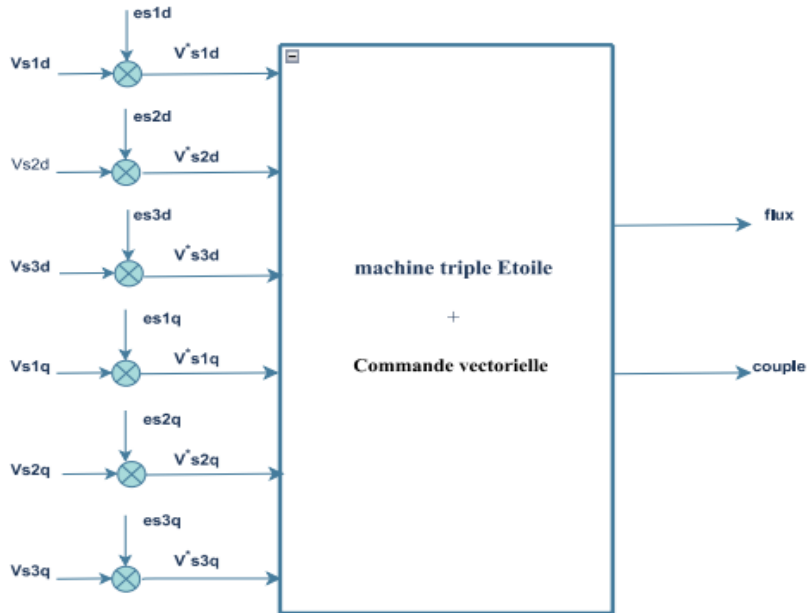 es1d
Vs1d
V*s1d
es2d
Vs2d
V*s2d
es3d
Vs3d
V*s3d
es1q
Vs1q
V*s1q
es2q
Vs2q
V*s2q
es3q
Vs3q
V*s3q
machine triple Etoile
+
Commande vectorielle
flux
couple